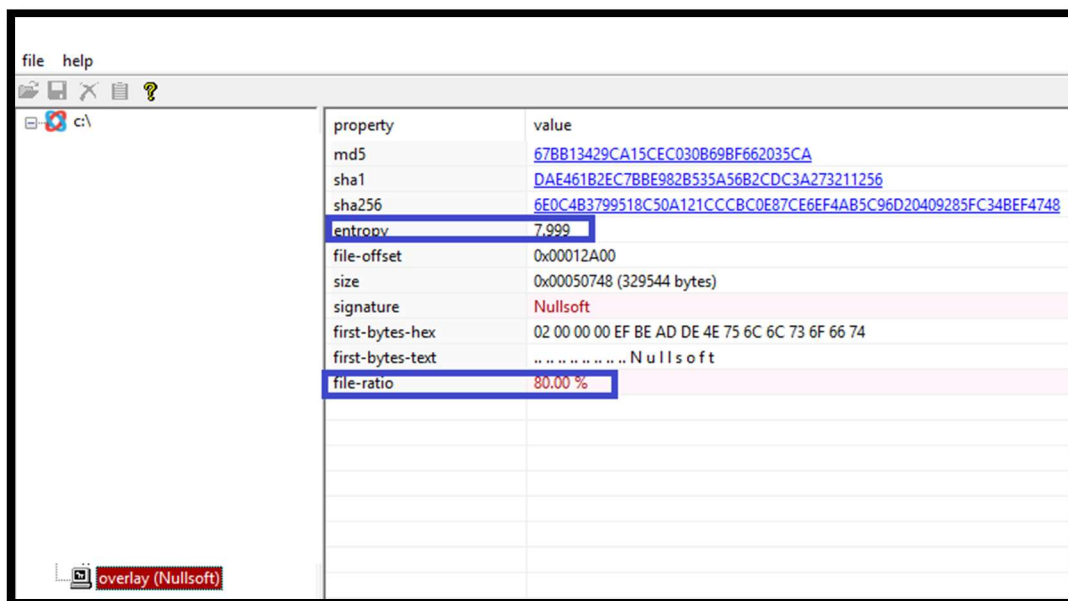 file help
c:\
property value
md5 67BB13429CA15CEC030B69BF662035CA
sha1 DAE461B2EC7BBE982B535A56B2CDC3A273211256
sha256 6E0C4B3799518C50A121CCCBC0E87CE6EF4AB5C96D20409285FC34BEF4748
entropy 7.999
file-offset 0x00012A00
size 0x00050748 (329544 bytes)
signature Nullsoft
first-bytes-hex 02 00 00 00 EF BE AD DE 4E 75 6C 6C 73 6F 66 74
first-bytes-text .. .. .. .. .. .. .. .. N u l l s o f t
file-ratio 80.00 %
overlay (Nullsoft)